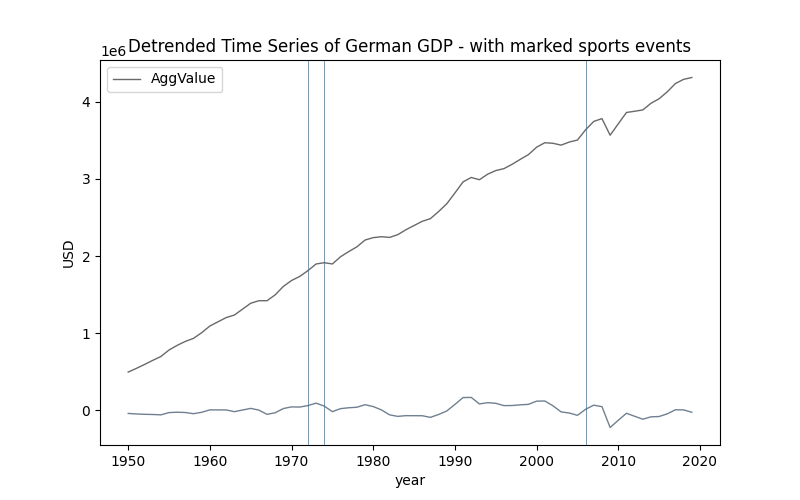 Detrended Time Series of German GDP - with marked sports events
1e6
AggValue
4
3
2
1
0
USD
1950 1960 1970 1980 1990 2000 2010 2020
year